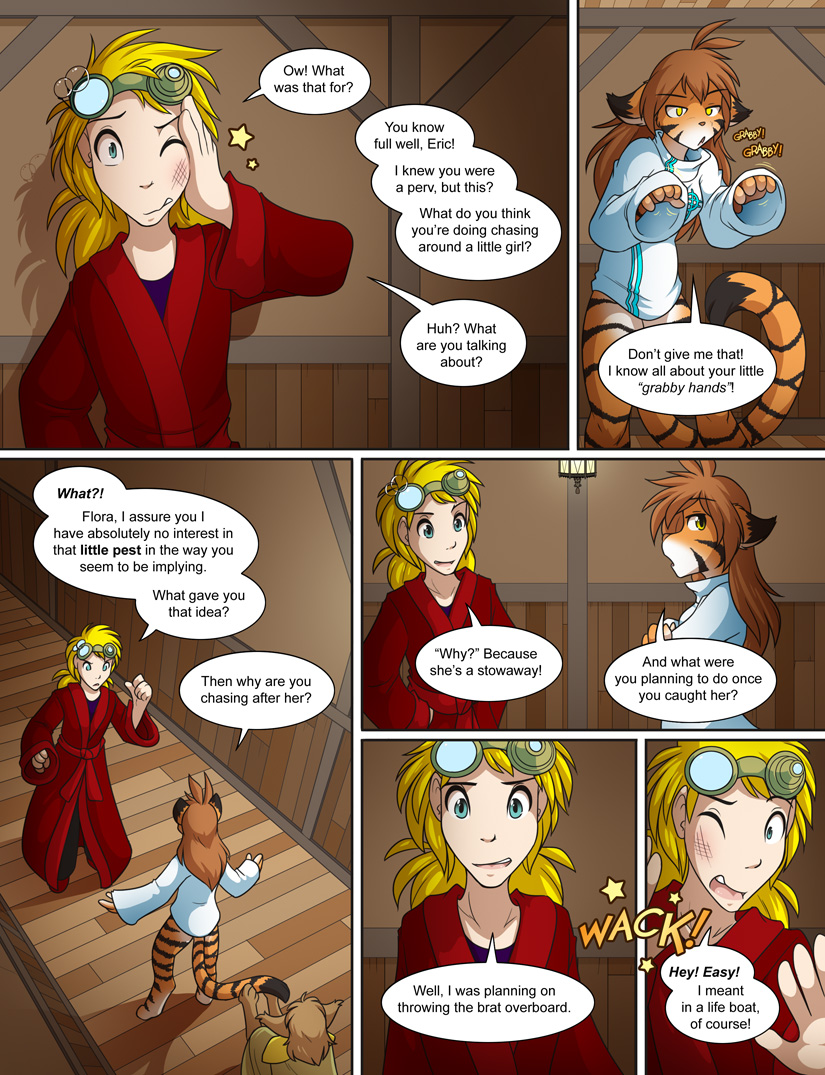 Ow! What
was that for?
You know
full well, Eric!
I knew you were
a perv, but this?
What do you think
you're doing chasing
around a little girl?
Huh? What
are you talking
about?
GRABBY!
GRABBY!
Don't give me that!
I know all about your little
"grabby hands"!
What?!
Flora, I assure you I
have absolutely no interest in
that little pest in the way you
seem to be implying.
What gave you
that idea?
Then why are you
chasing after her?
"Why?" Because
she's a stowaway!
And what were
you planning to do once
you caught her?
Well, I was planning on
throwing the brat overboard.
WACK!
Hey! Easy!
I meant
in a life boat,
of course!